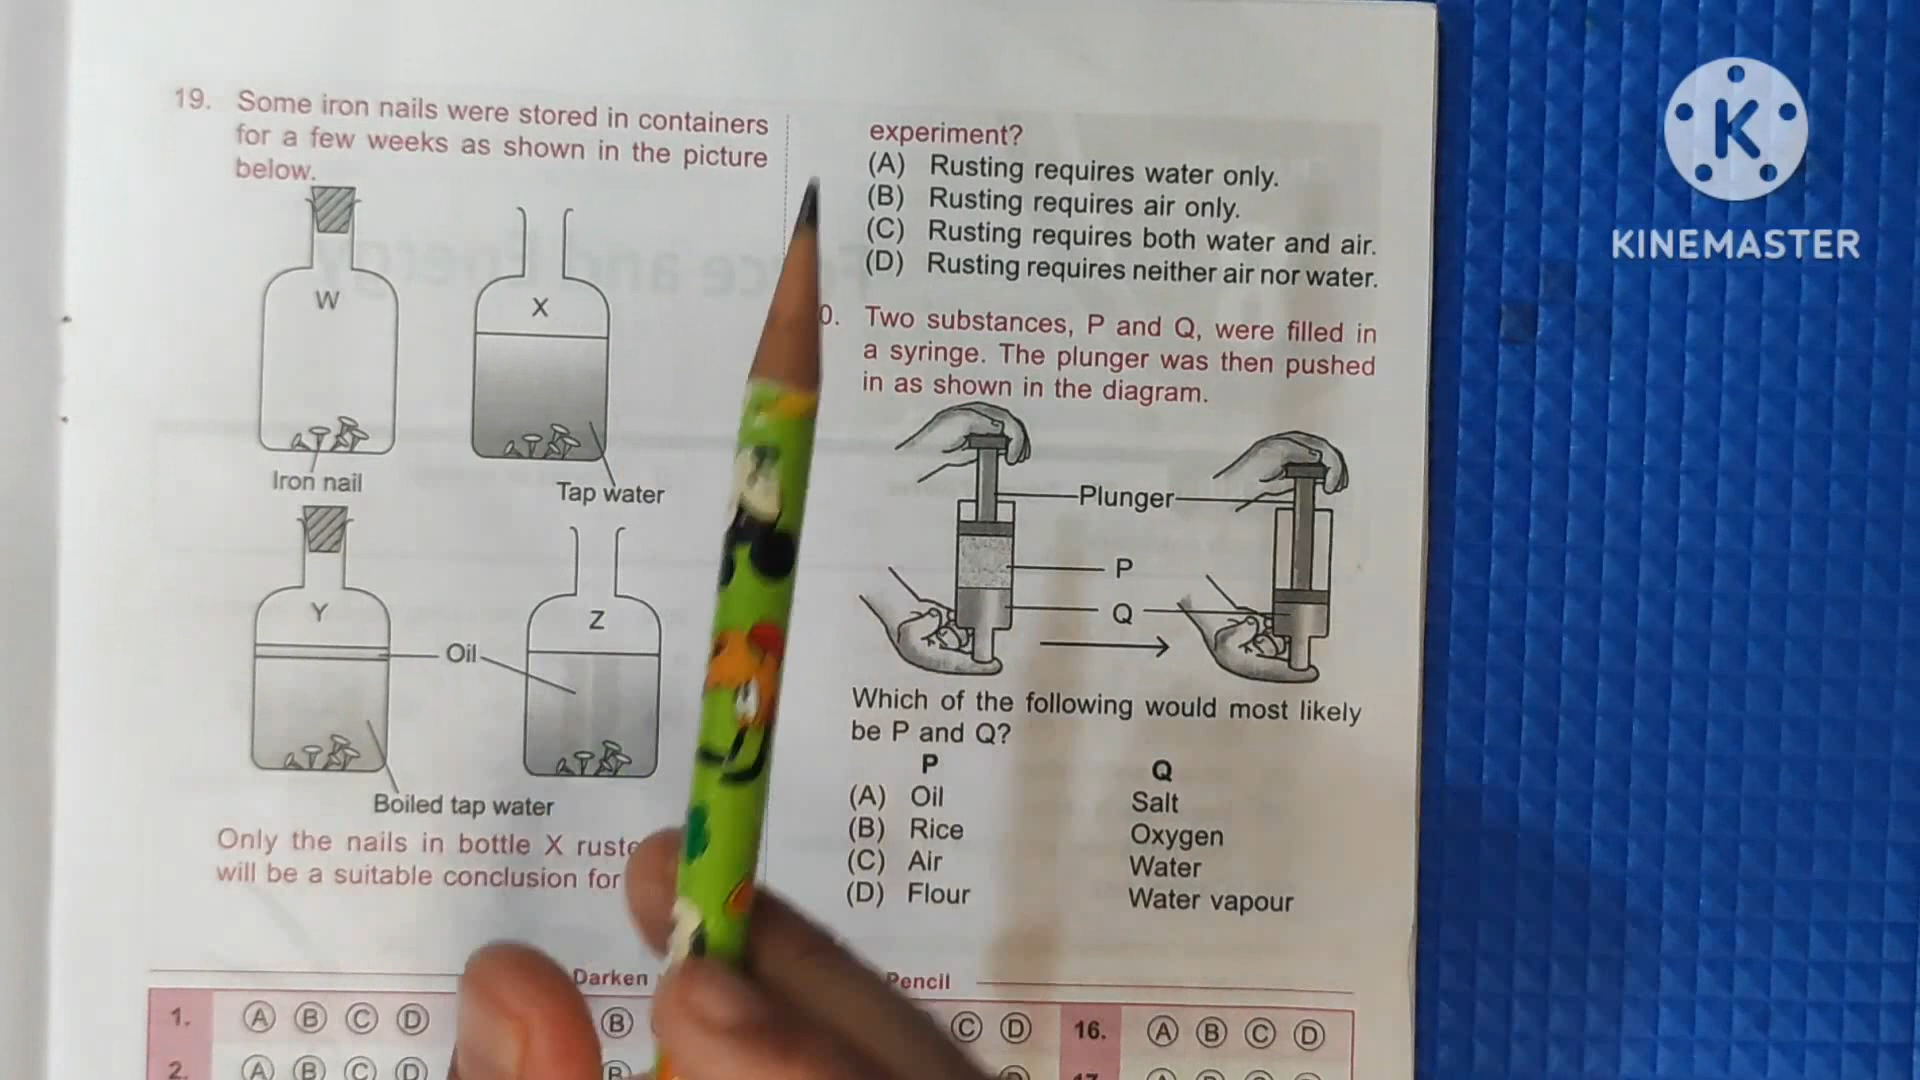 19. Some iron nails were stored in containers
for a few weeks as shown in the picture
below.
W
X
Iron nail
Tap water
Y
Z
Oil
Boiled tap water
Only the nails in bottle X
will be a suitable conclusion for
experiment?
(A) Rusting requires water only.
(B) Rusting requires air only.
(C) Rusting requires both water and air.
(D) Rusting requires neither air nor water.
0. Two substances, P and Q, were filled in
a syringe. The plunger was then pushed
in as shown in the diagram.
Plunger
P
Q
Which of the following would most likely
be P and Q?
P Q
(A) Oil Salt
(B) Rice Oxygen
(C) Air Water
(D) Flour Water vapour
Darken Pencil
1. A B C D B C D 16. A B C D
2. A B C D B
K
KINEMASTER